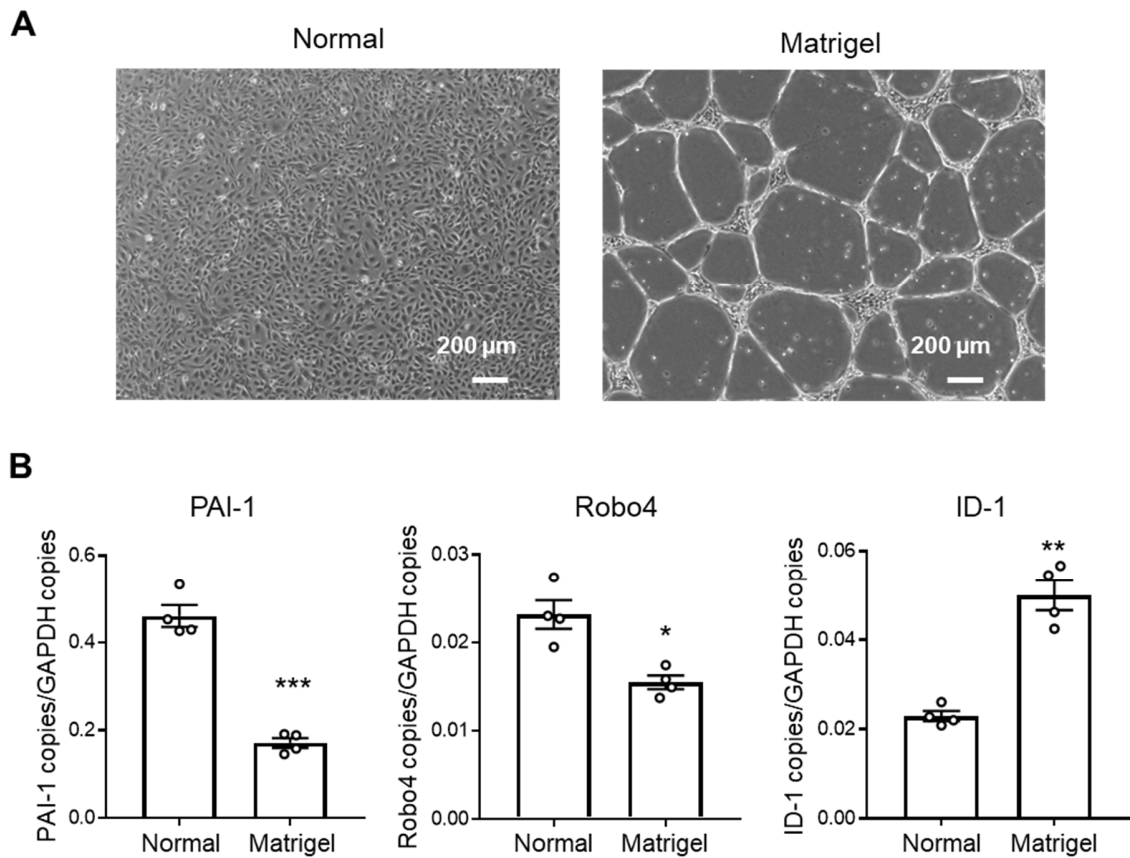 A
Normal
Matrigel
200 µm
200 µm
B
PAI-1
Robo4
ID-1
PAI-1 copies/GAPDH copies
0.6
0.4
0.2
0.0
***
Normal
Matrigel
Robo4 copies/GAPDH copies
0.03
0.02
0.01
0.00
*
Normal
Matrigel
ID-1 copies/GAPDH copies
0.06
0.04
0.02
0.00
**
Normal
Matrigel